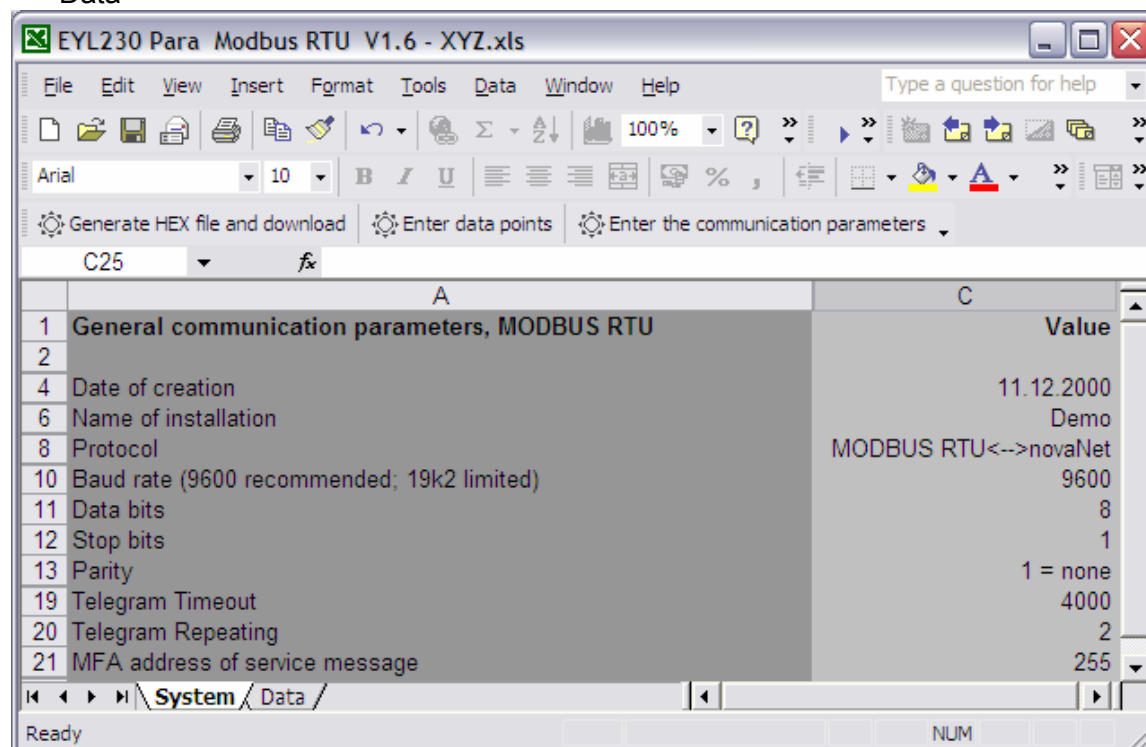 Data
EYL230 Para Modbus RTU V1.6 - XYZ.xls
File Edit View Insert Format Tools Data Window Help Type a question for help
100%
Arial 10 B I U % ,
Generate HEX file and download Enter data points Enter the communication parameters
C25 fx
A C
1 General communication parameters, MODBUS RTU Value
2
4 Date of creation 11.12.2000
6 Name of installation Demo
8 Protocol MODBUS RTU<-->novaNet
10 Baud rate (9600 recommended; 19k2 limited) 9600
11 Data bits 8
12 Stop bits 1
13 Parity 1 = none
19 Telegram Timeout 4000
20 Telegram Repeating 2
21 MFA address of service message 255
System Data
Ready NUM